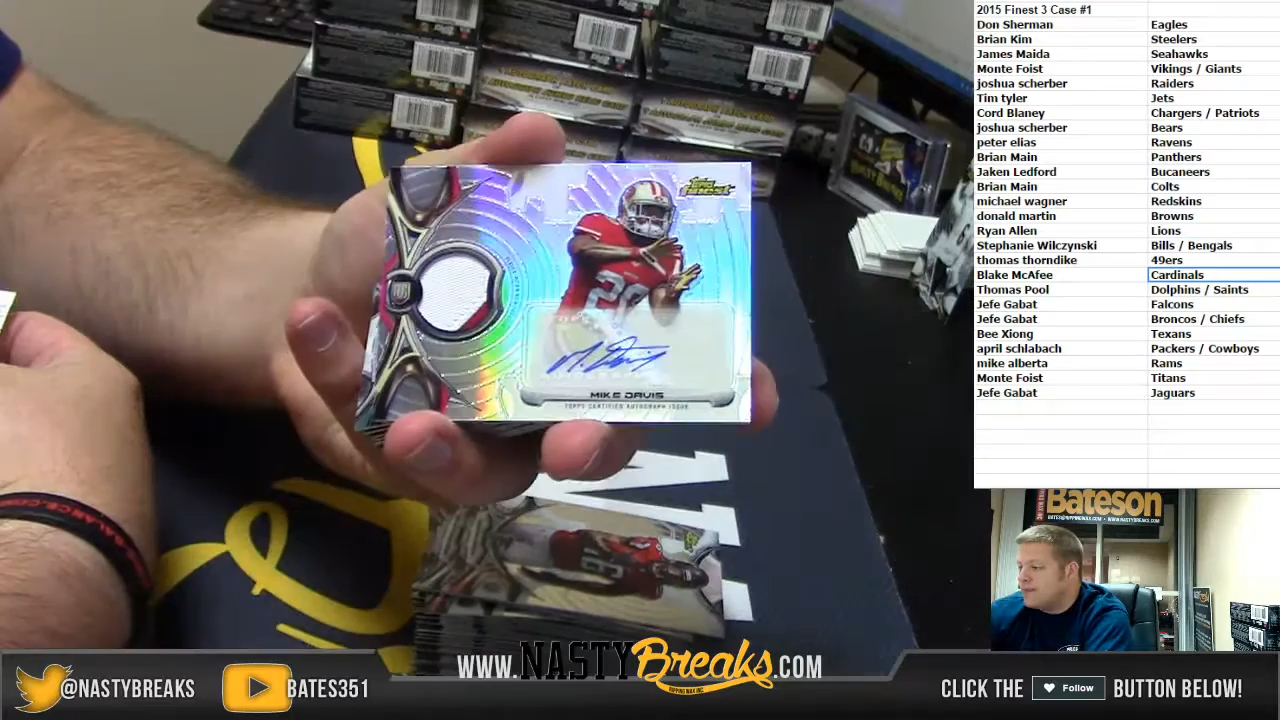 2015 Finest 3 Case #1
Don Sherman Eagles
Brian Kim Steelers
James Maida Seahawks
Monte Foist Vikings / Giants
joshua scherber Raiders
Tim tyler Jets
Cord Blaney Chargers / Patriots
joshua scherber Bears
peter elias Ravens
Brian Main Panthers
Jaken Ledford Bucaneers
Brian Main Colts
michael wagner Redskins
donald martin Browns
Ryan Allen Lions
Stephanie Wilczynski Bills / Bengals
thomas thorndike 49ers
Blake McAfee Cardinals
Thomas Pool Dolphins / Saints
Jefe Gabat Falcons
Jefe Gabat Broncos / Chiefs
Bee Xiong Texans
april schlabach Packers / Cowboys
mike alberta Rams
Monte Foist Titans
Jefe Gabat Jaguars
Finest
MIKE DAVIS
TOPPS CERTIFIED AUTOGRAPH ISSUE
Bateson
@NASTYBREAKS
BATES351
WWW.NASTYBreaks.COM
RIPPING WAX INC
CLICK THE Follow BUTTON BELOW!